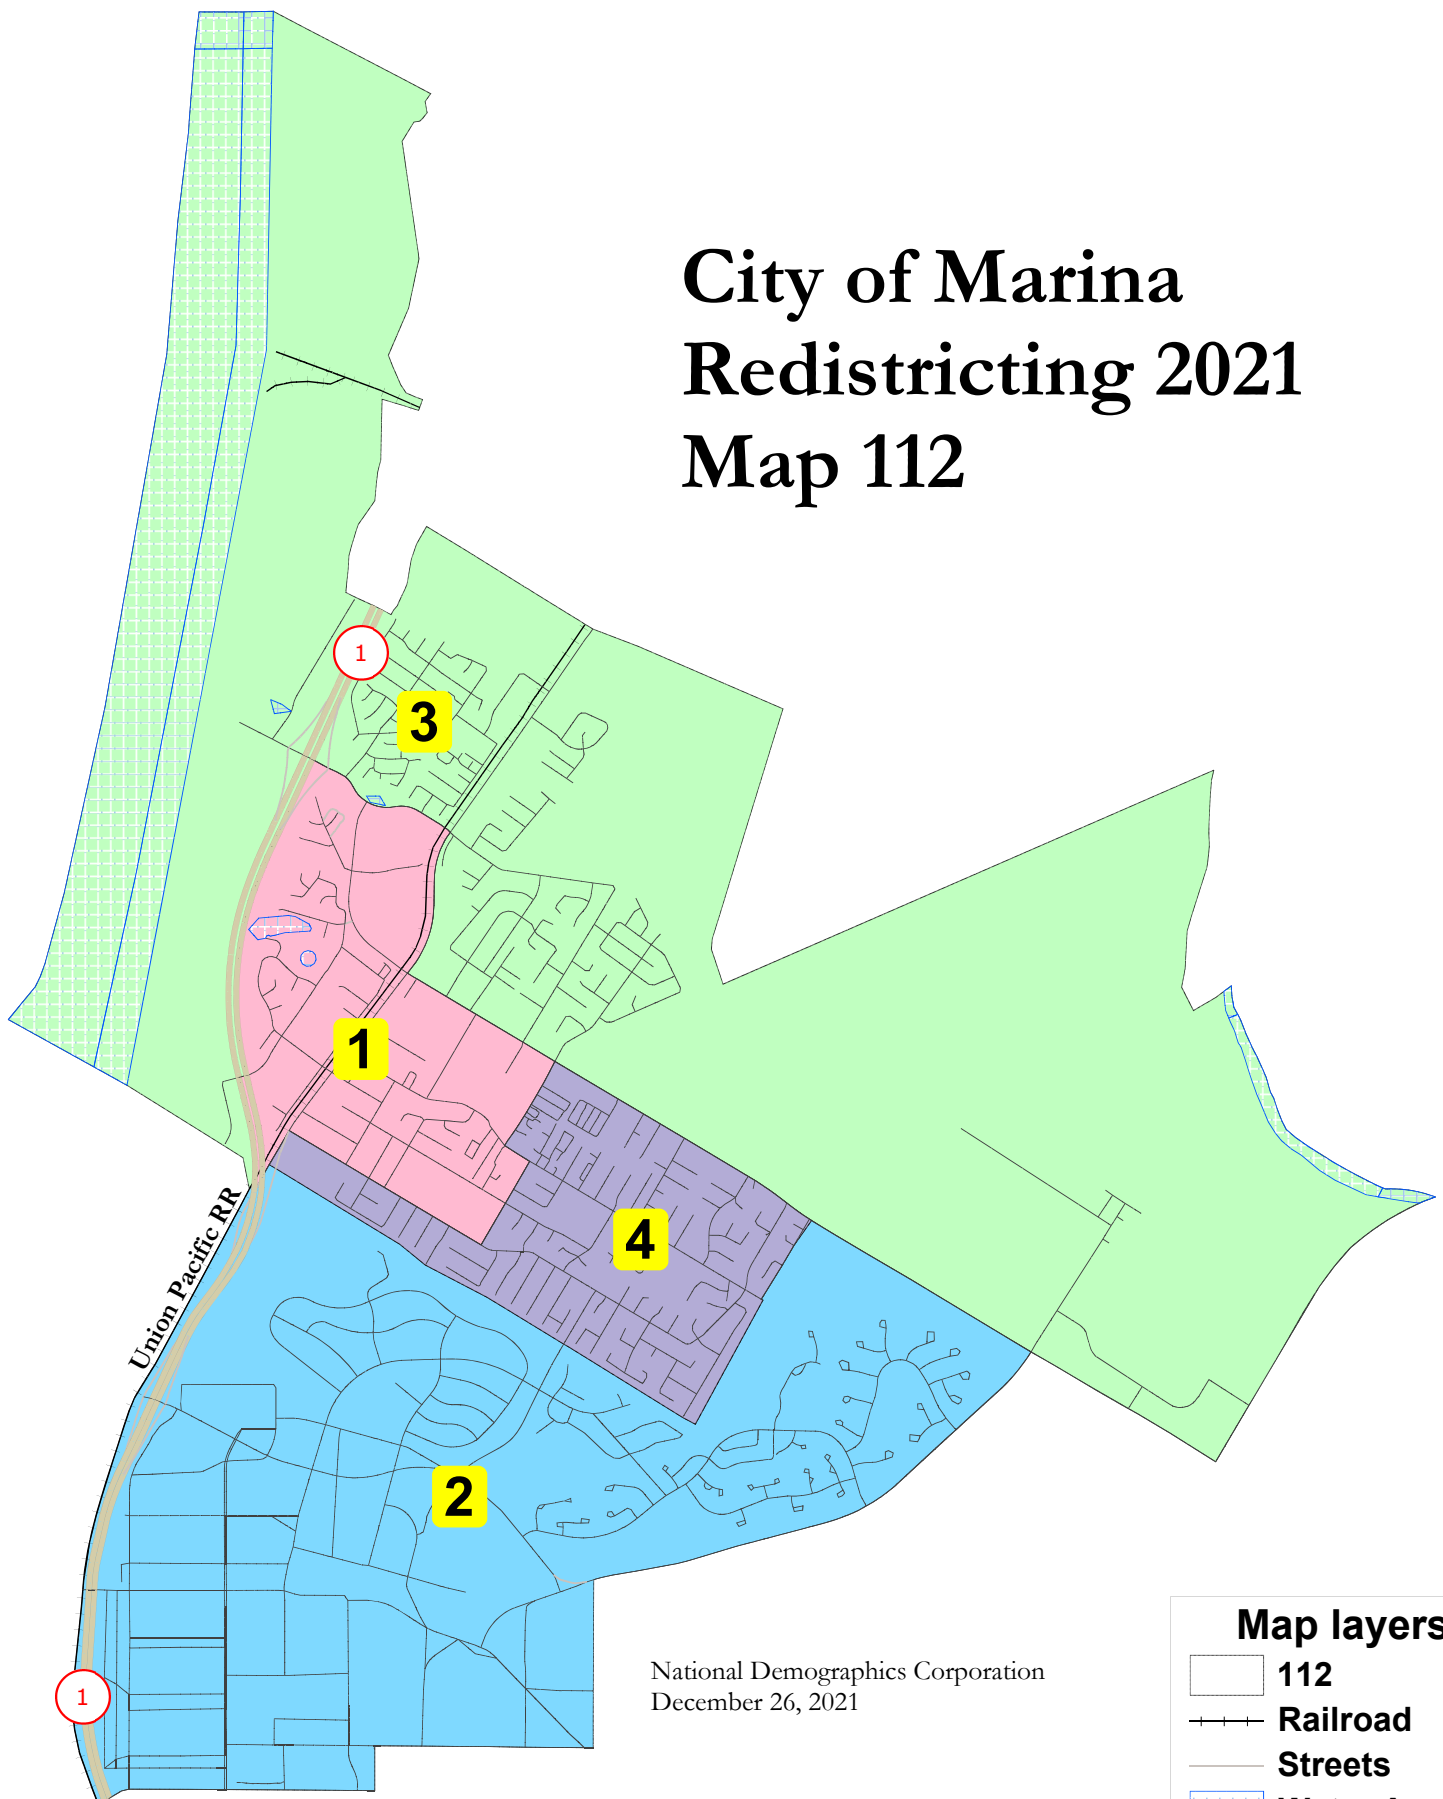 City of Marina
Redistricting 2021
Map 112
1
3
1
4
Union Pacific RR
2
1
National Demographics Corporation
December 26, 2021
Map layers
112
Railroad
Streets